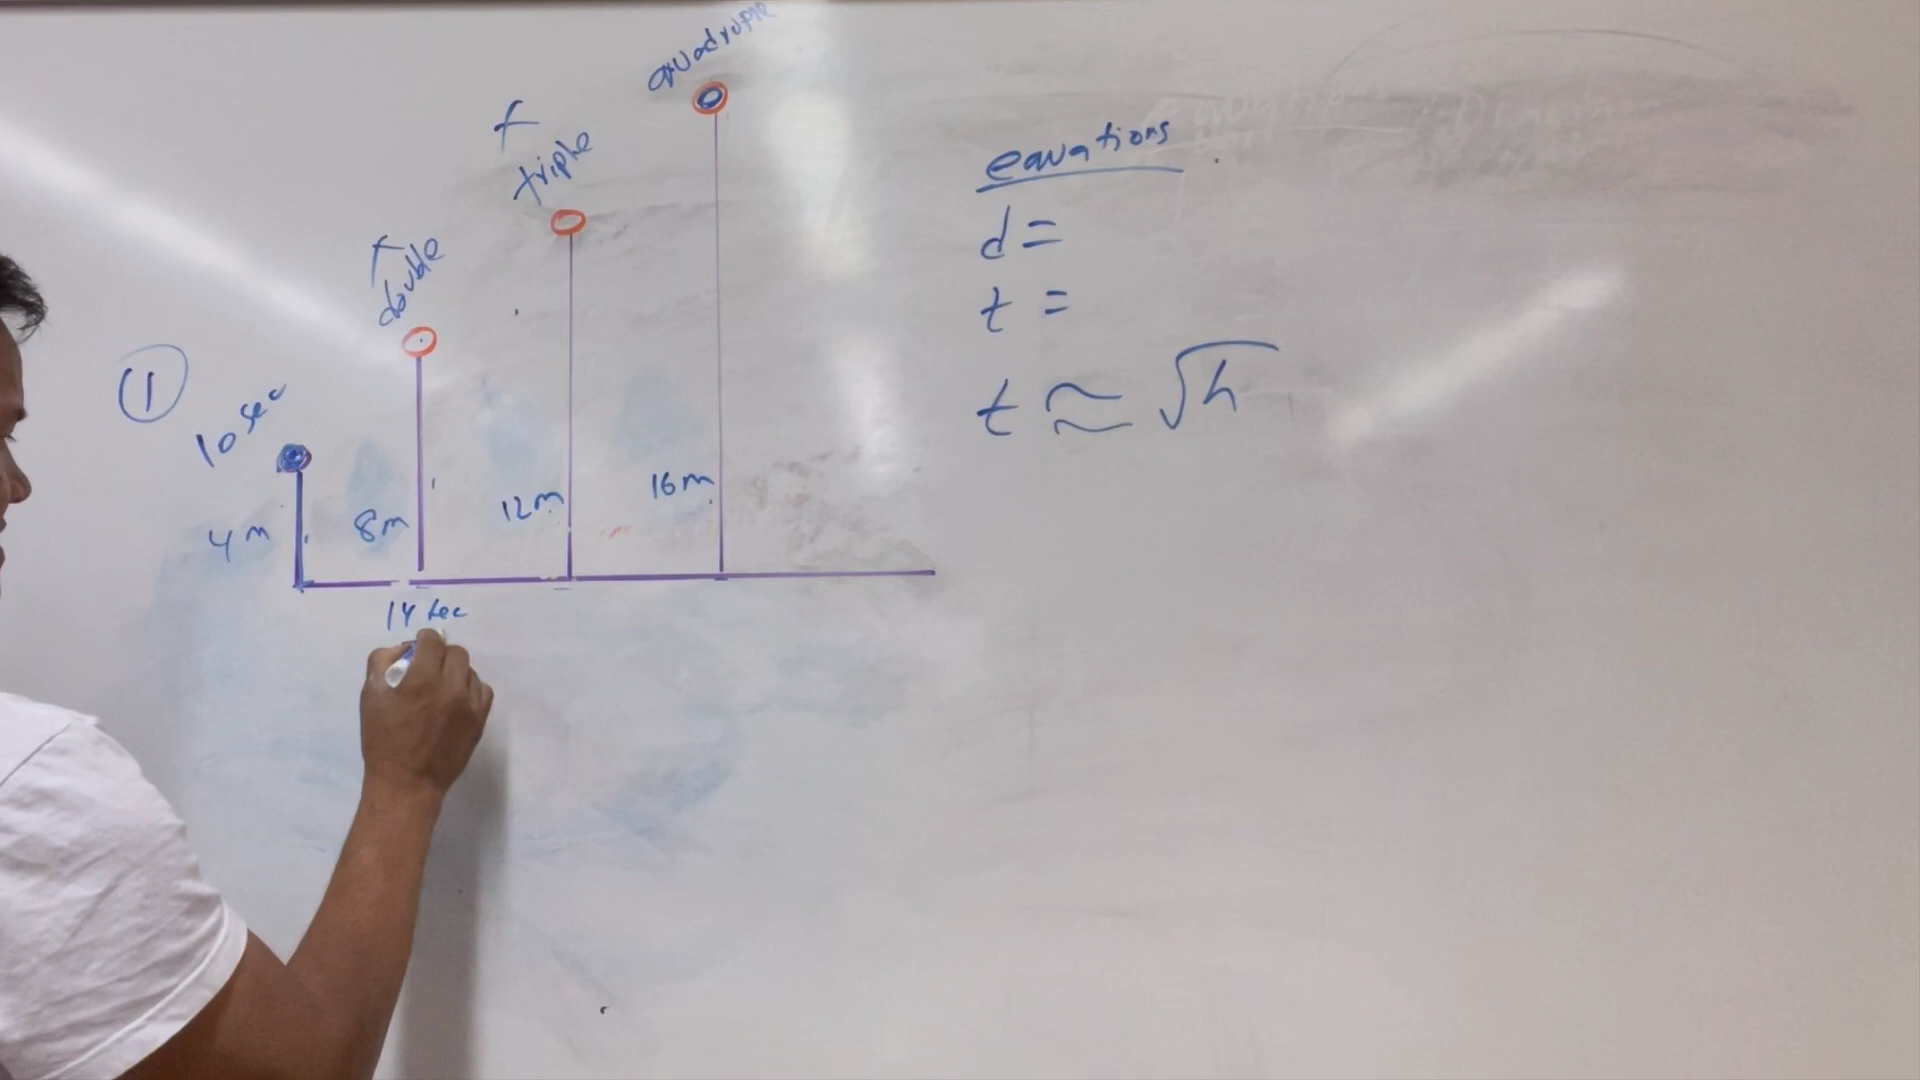 quadruple
t
triple
t
double
①
10 sec
4 m
8m
12m
16m
14 sec
equations
d =
t =
t ≈ √h